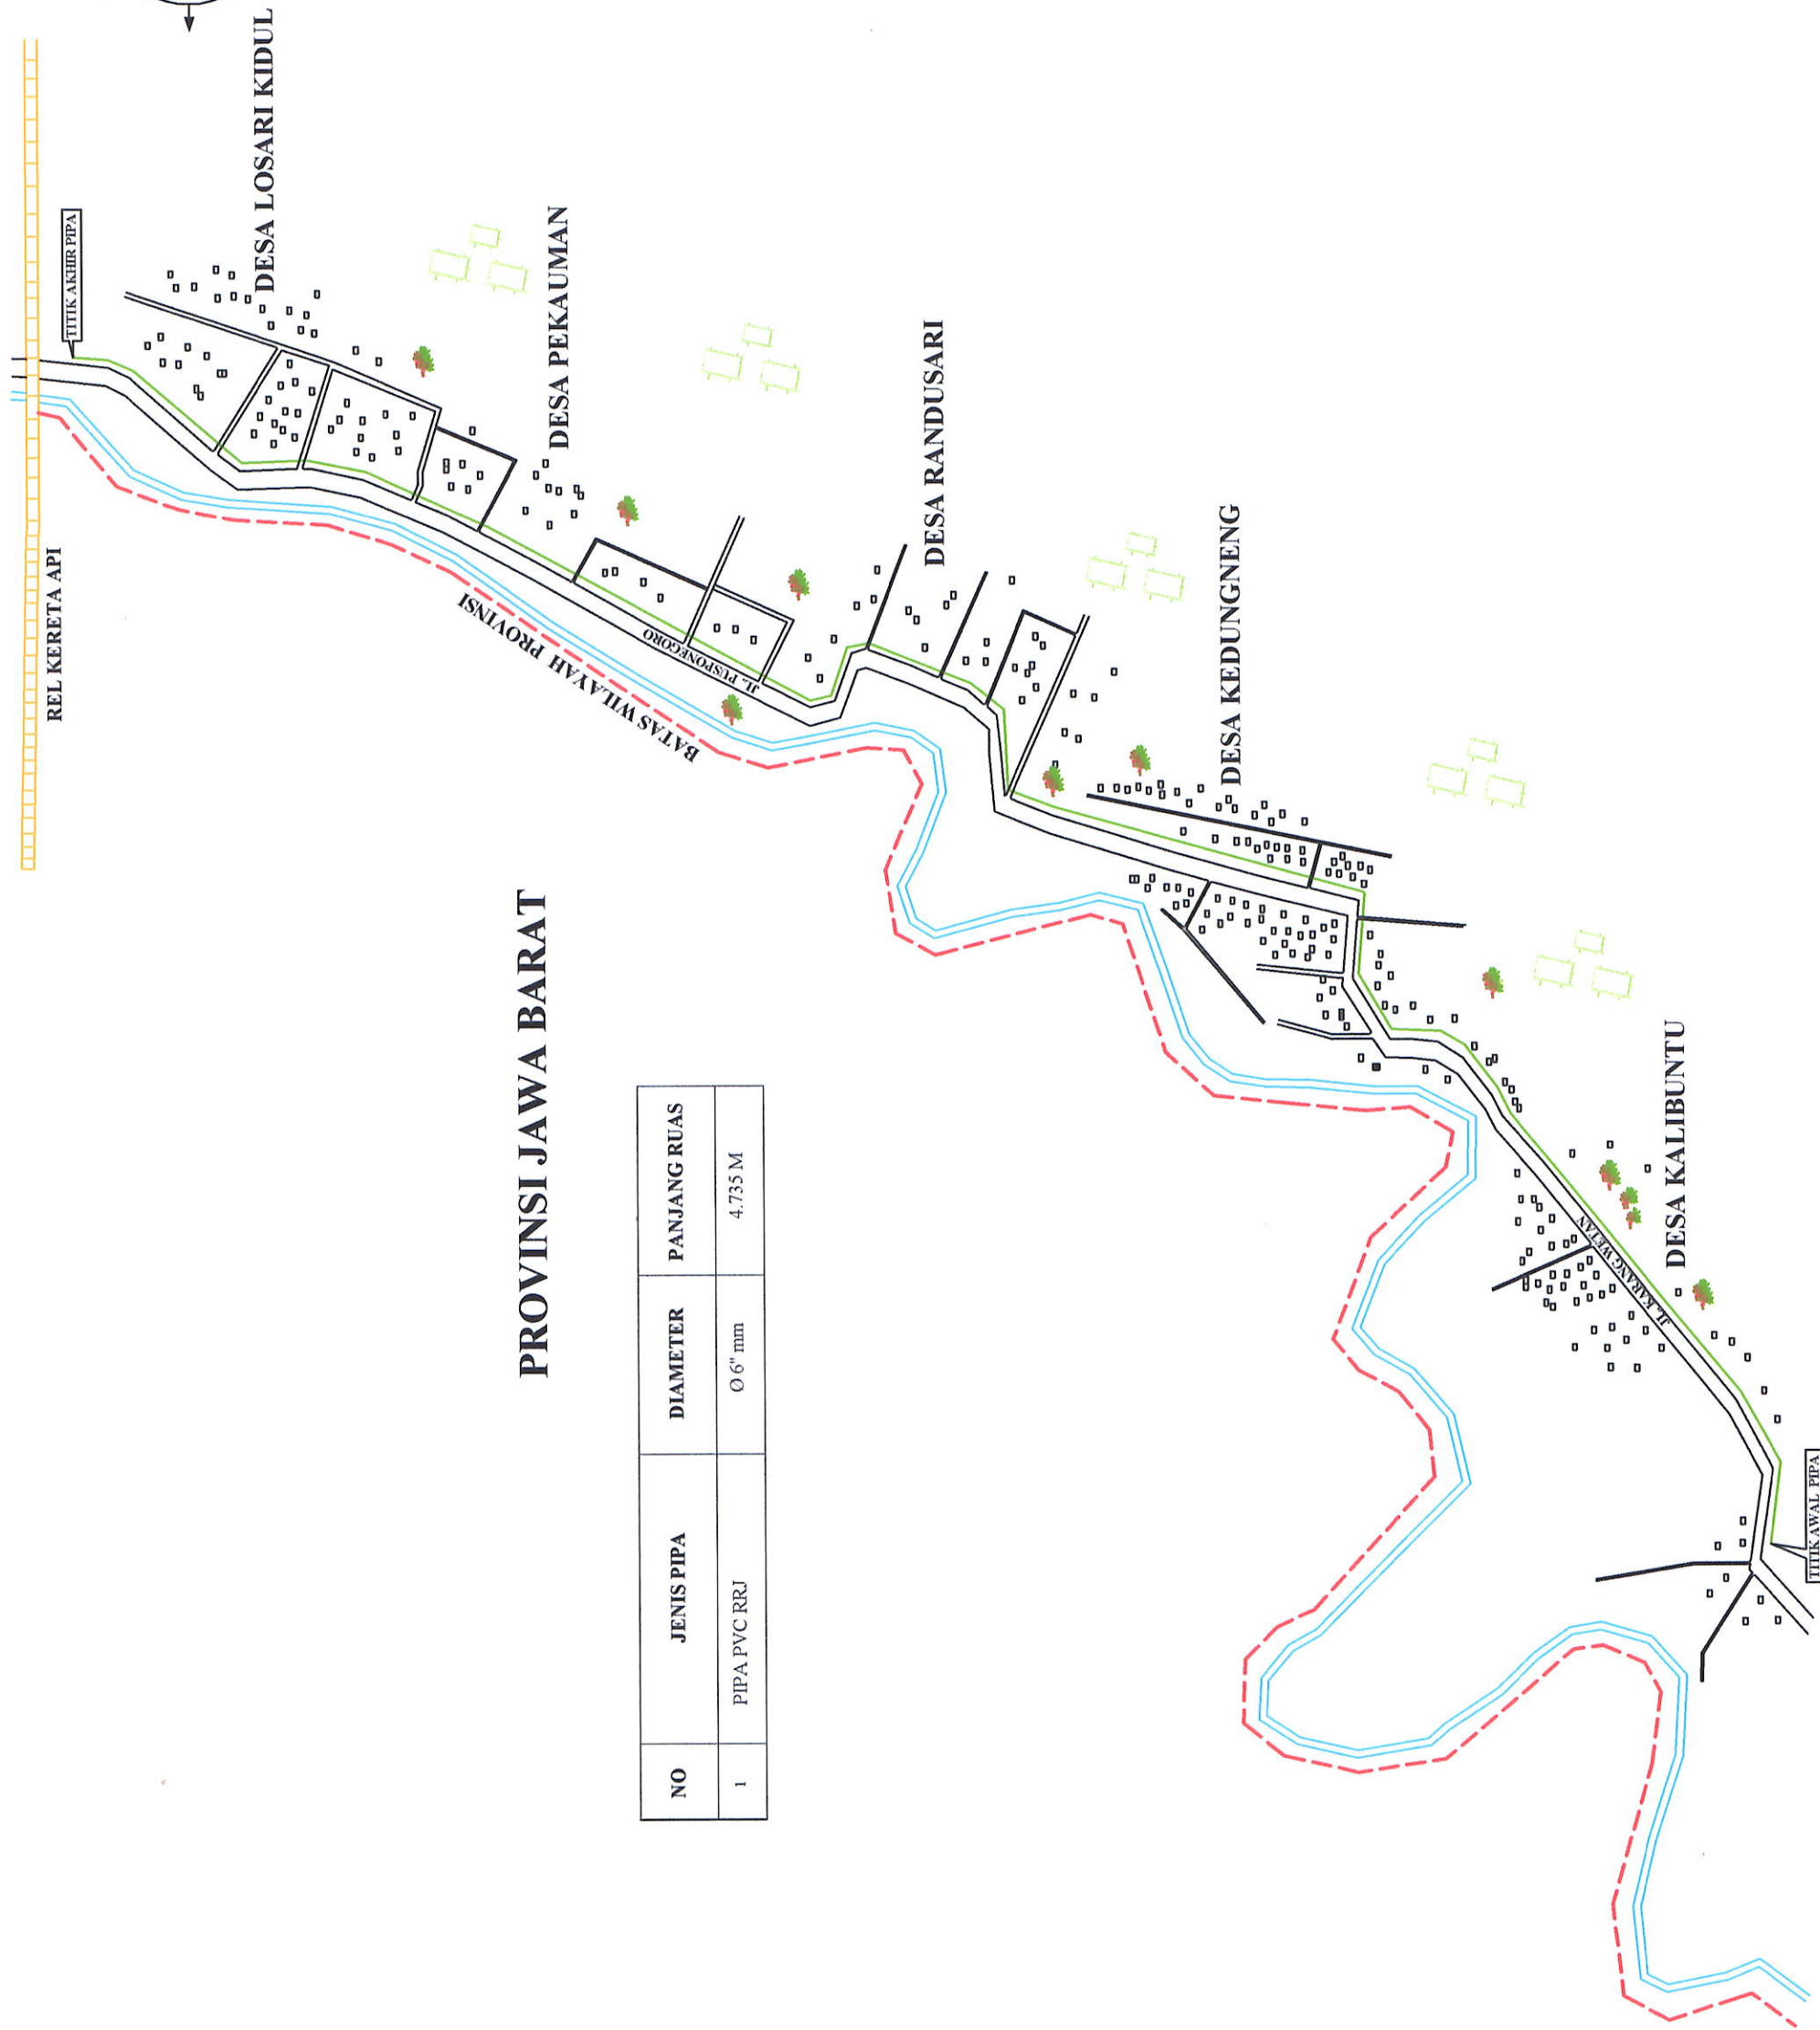 REL KERETA API
TITIK AKHIR PIPA
DESA LOSARI KIDUL
DESA PEKAUMAN
DESA RANDUSARI
DESA KEDUNGNENG
DESA KALIBUNTU
BATAS WILAYAH PROVINSI
JL. PUSPONEGORO
JL. KARANG WETAN
TITIK AWAL PIPA
PROVINSI JAWA BARAT
NO JENIS PIPA DIAMETER PANJANG RUAS
1 PIPA PVC RRJ Ø 6" mm 4.735 M